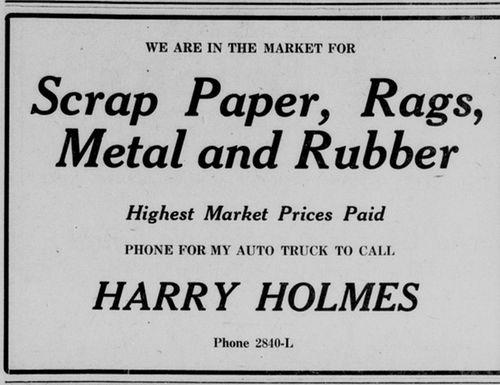 WE ARE IN THE MARKET FOR
Scrap Paper, Rags,
Metal and Rubber
Highest Market Prices Paid
PHONE FOR MY AUTO TRUCK TO CALL
HARRY HOLMES
Phone 2840-L